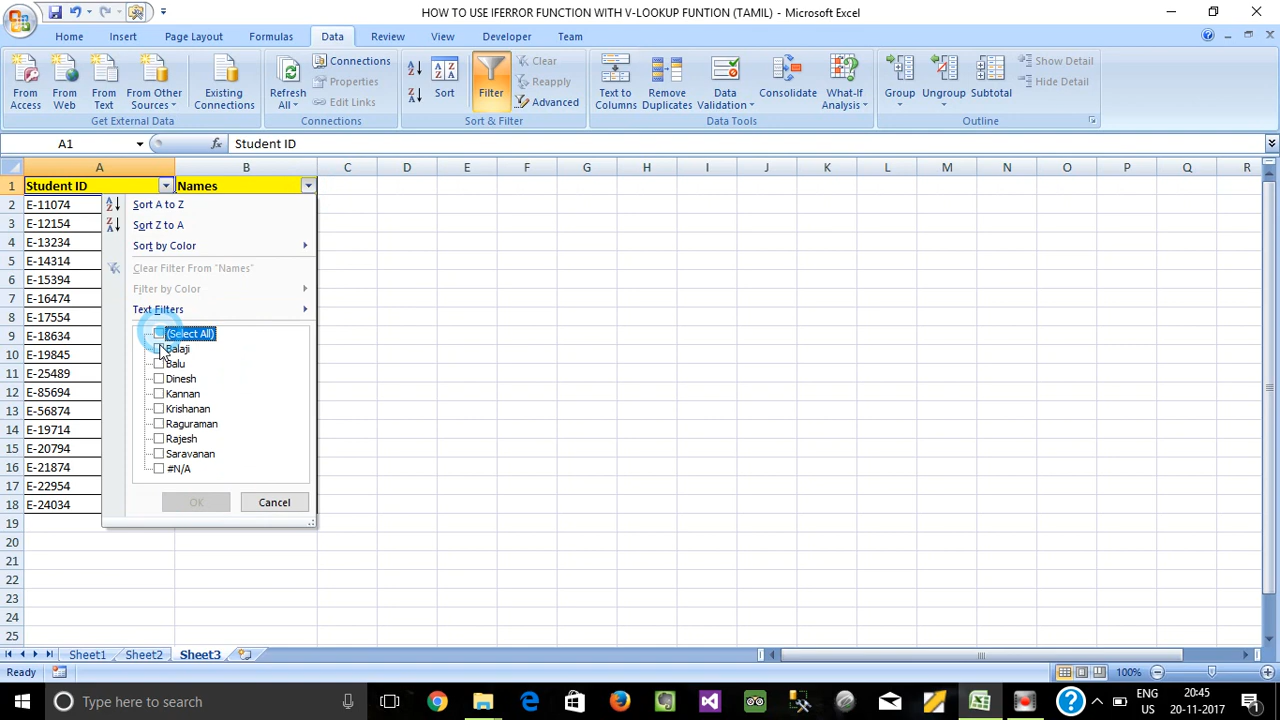 HOW TO USE IFERROR FUNCTION WITH V-LOOKUP FUNTION (TAMIL) - Microsoft Excel
Home Insert Page Layout Formulas Data Review View Developer Team
From Access
From Web
From Text
From Other Sources
Existing Connections
Get External Data
Refresh All
Connections
Properties
Edit Links
Connections
Sort
Filter
Clear
Reapply
Advanced
Sort & Filter
Text to Columns
Remove Duplicates
Data Validation
Consolidate
What-If Analysis
Data Tools
Group
Ungroup
Subtotal
Show Detail
Hide Detail
Outline
A1 fx Student ID
A B C D E F G H I J K L M N O P Q R
1 Student ID Names
2 E-11074
3 E-12154
4 E-13234
5 E-14314
6 E-15394
7 E-16474
8 E-17554
9 E-18634
10 E-19845
11 E-25489
12 E-85694
13 E-56874
14 E-19714
15 E-20794
16 E-21874
17 E-22954
18 E-24034
19
20
21
22
23
24
25
Sort A to Z
Sort Z to A
Sort by Color
Clear Filter From "Names"
Filter by Color
Text Filters
(Select All)
Balaji
Balu
Dinesh
Kannan
Krishanan
Raguraman
Rajesh
Saravanan
#N/A
OK Cancel
Sheet1 Sheet2 Sheet3
Ready 100%
Type here to search
ENG US
20:45
20-11-2017